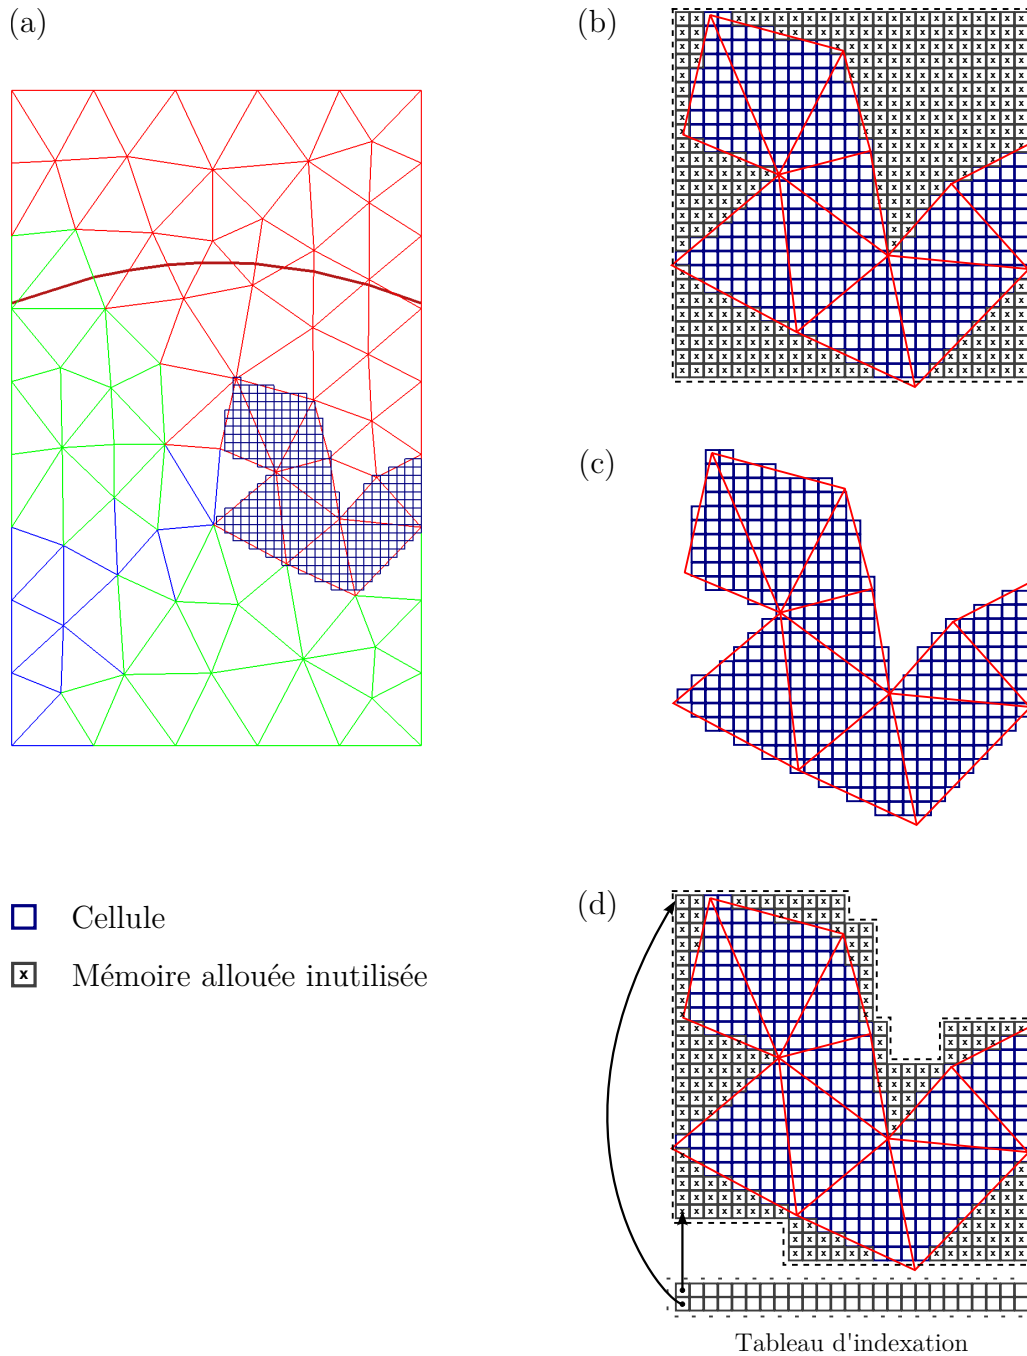 (a)
(b)
(c)
Cellule
x Mémoire allouée inutilisée
(d)
Tableau d'indexation